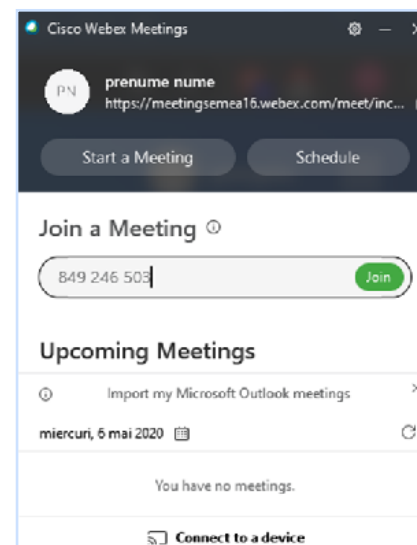 Cisco Webex Meetings
PN
prenume nume
https://meetingsemea16.webex.com/meet/inc...
Start a Meeting
Schedule
Join a Meeting
849 246 503
Join
Upcoming Meetings
Import my Microsoft Outlook meetings
miercuri, 6 mai 2020
You have no meetings.
Connect to a device